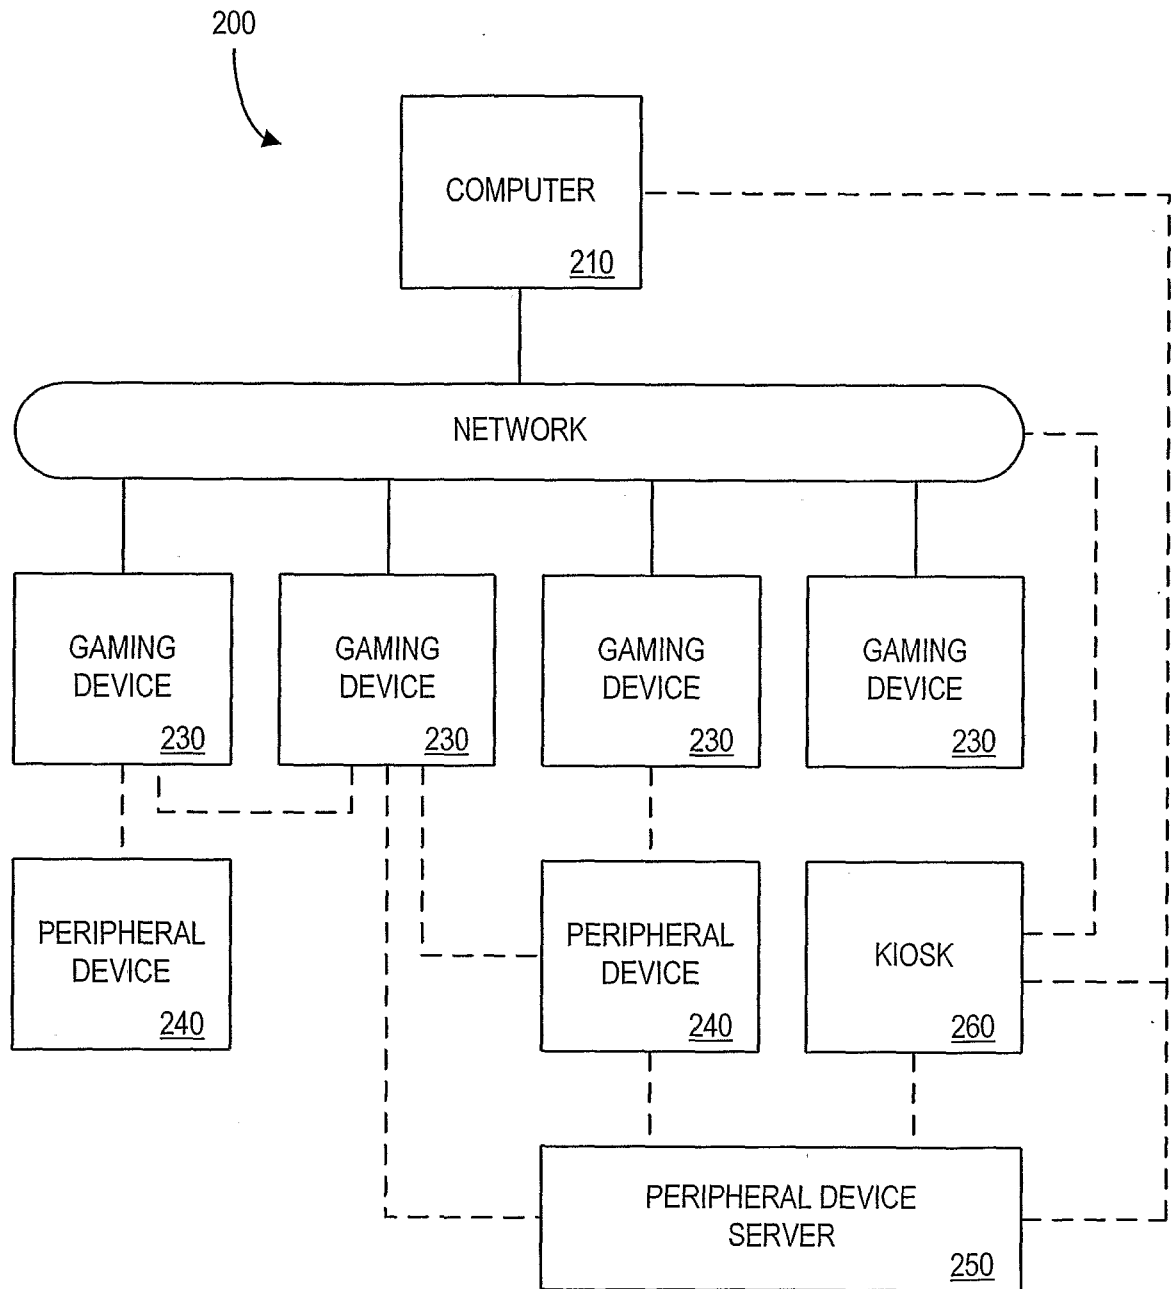 200
COMPUTER
210
NETWORK
GAMING
DEVICE
230
GAMING
DEVICE
230
GAMING
DEVICE
230
GAMING
DEVICE
230
PERIPHERAL
DEVICE
240
PERIPHERAL
DEVICE
240
KIOSK
260
PERIPHERAL DEVICE
SERVER
250